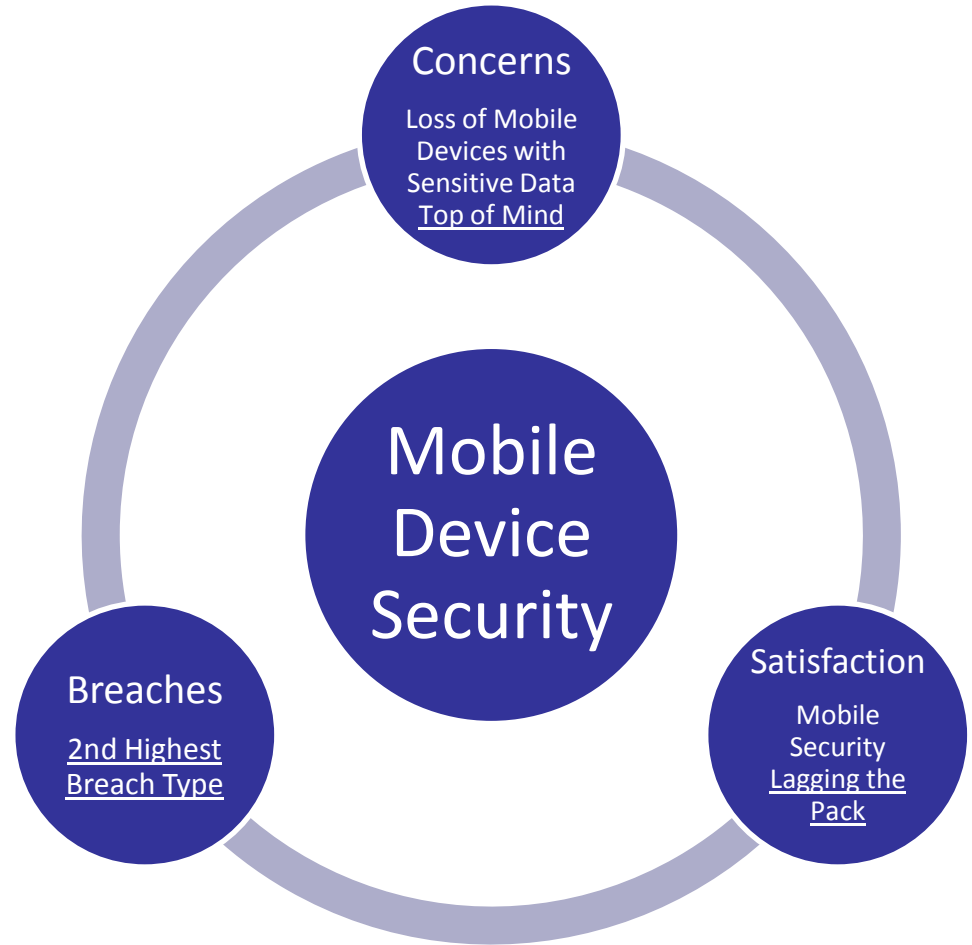 Concerns
Loss of Mobile
Devices with
Sensitive Data
Top of Mind
Mobile
Device
Security
Breaches
2nd Highest
Breach Type
Satisfaction
Mobile
Security
Lagging the
Pack